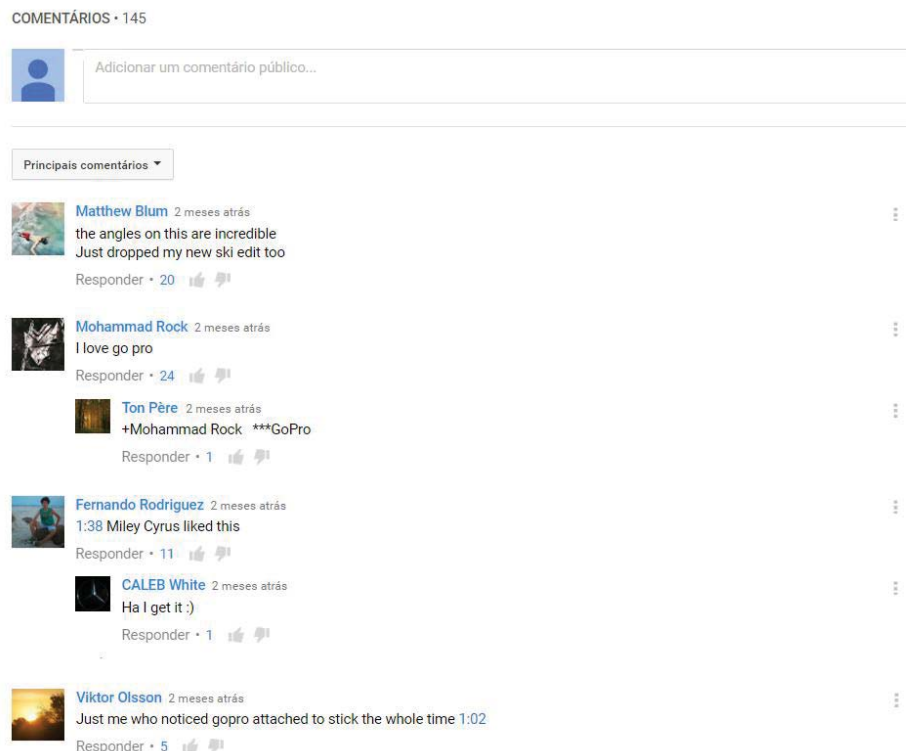 COMENTÁRIOS • 145
Adicionar um comentário público...
Principais comentários
Matthew Blum 2 meses atrás
the angles on this are incredible
Just dropped my new ski edit too
Responder • 20
Mohammad Rock 2 meses atrás
I love go pro
Responder • 24
Ton Père 2 meses atrás
+Mohammad Rock ***GoPro
Responder • 1
Fernando Rodriguez 2 meses atrás
1:38 Miley Cyrus liked this
Responder • 11
CALEB White 2 meses atrás
Ha I get it :)
Responder • 1
Viktor Olsson 2 meses atrás
Just me who noticed gopro attached to stick the whole time 1:02
Responder • 5